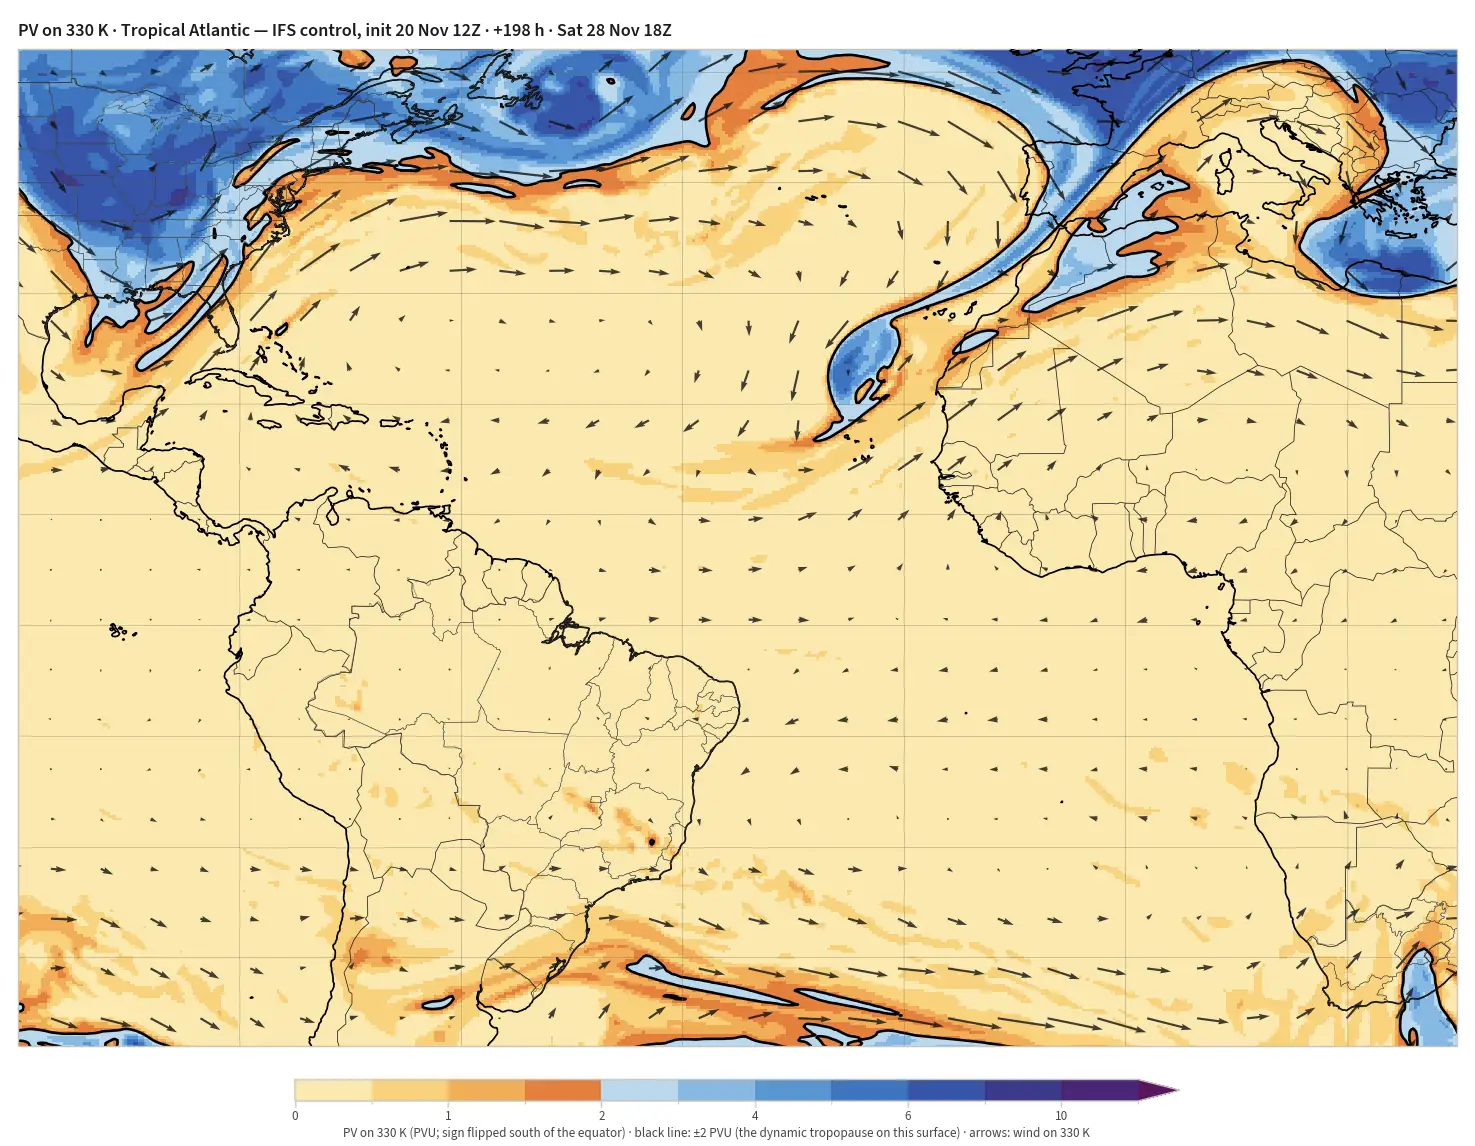 PV on 330 K · Tropical Atlantic — IFS control, init 20 Nov 12Z · +198 h · Sat 28 Nov 18Z
0 1 2 4 6 8 10
PV on 330 K (PVU; sign flipped south of the equator) · black line: ±2 PVU (the dynamic tropopause on this surface) · arrows: wind on 330 K